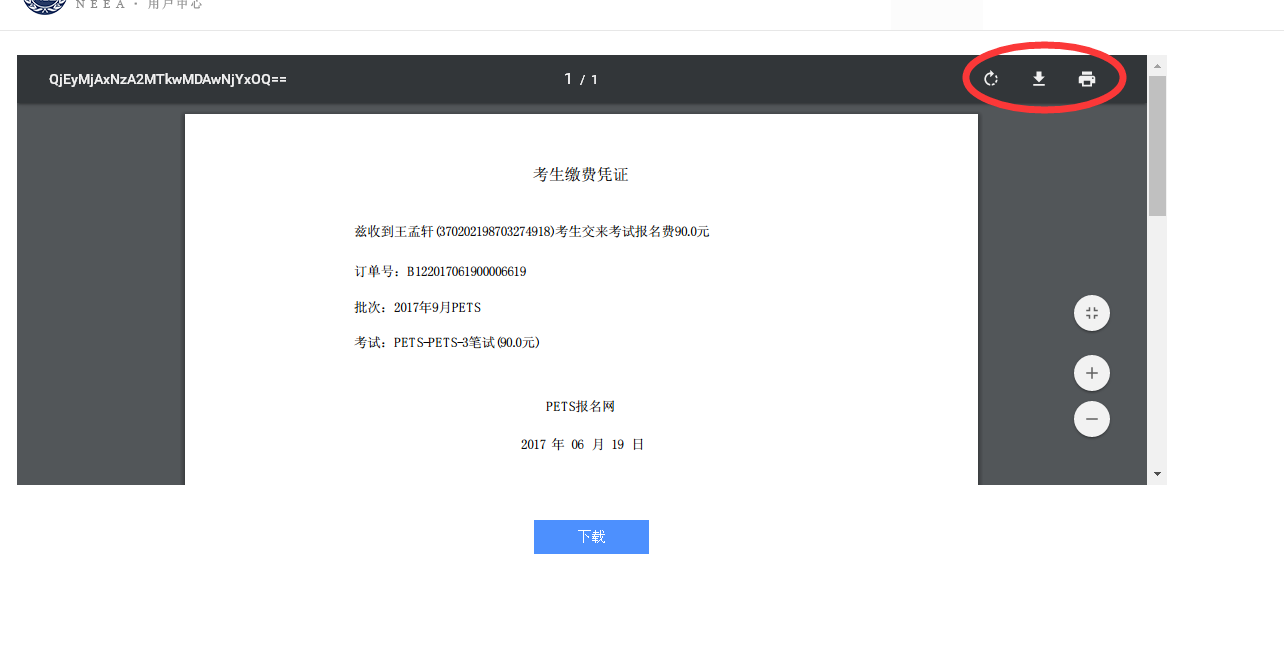 NEEA · 用户中心
QjEyMjAxNzA2MTkwMDAwNjYxOQ==
1 / 1
考生缴费凭证
兹收到王孟轩(370202198703274918)考生交来考试报名费90.0元
订单号：B122017061900006619
批次：2017年9月PETS
考试：PETS-PETS-3笔试(90.0元)
PETS报名网
2017 年 06 月 19 日
下载